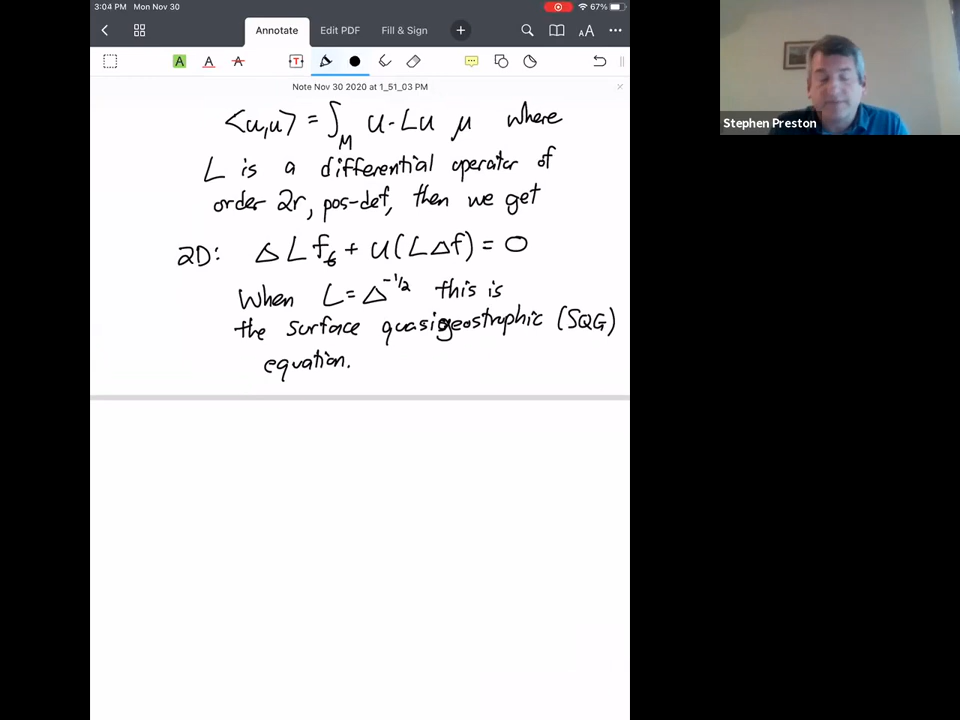 3:04 PM Mon Nov 30
67%
Annotate Edit PDF Fill & Sign
A A A T
AA
Note Nov 30 2020 at 1_51_03 PM
<u,u> = ∫_M u·Lu μ where
L is a differential operator of
order 2r, pos-def, then we get
2D: ΔLf_t + u(LΔf) = 0
When L = Δ^{-1/2} this is
the surface quasigeostrophic (SQG)
equation.
Stephen Preston